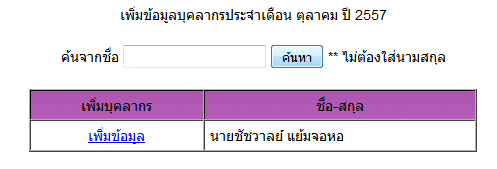 เพิ่มข้อมูลบุคลากรประจำเดือน ตุลาคม ปี 2557
ค้นจากชื่อ ค้นหา ** ไม่ต้องใส่นามสกุล
เพิ่มบุคลากร ชื่อ-สกุล
เพิ่มข้อมูล นายชัชวาลย์ แย้มจอหอ